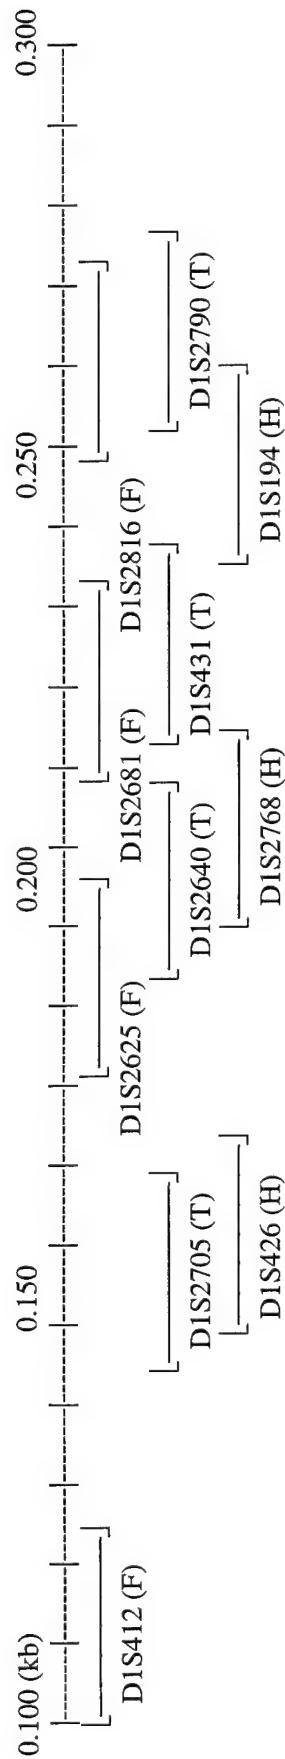 0.100 (kb)
0.150
0.200
0.250
0.300
D1S412 (F)
D1S2625 (F)
D1S2681 (F)
D1S2816 (F)
D1S2705 (T)
D1S2640 (T)
D1S431 (T)
D1S2790 (T)
D1S426 (H)
D1S2768 (H)
D1S194 (H)